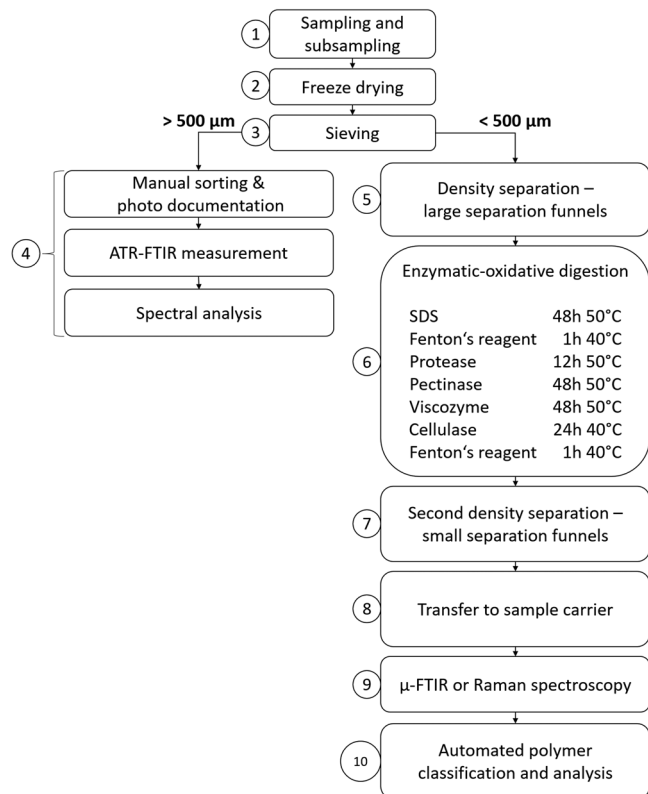 1
Sampling and
subsampling
2
Freeze drying
> 500 µm
3
Sieving
< 500 µm
4
Manual sorting &
photo documentation
ATR-FTIR measurement
Spectral analysis
5
Density separation –
large separation funnels
6
Enzymatic-oxidative digestion
SDS 48h 50°C
Fenton‘s reagent 1h 40°C
Protease 12h 50°C
Pectinase 48h 50°C
Viscozyme 48h 50°C
Cellulase 24h 40°C
Fenton‘s reagent 1h 40°C
7
Second density separation –
small separation funnels
8
Transfer to sample carrier
9
µ-FTIR or Raman spectroscopy
10
Automated polymer
classification and analysis